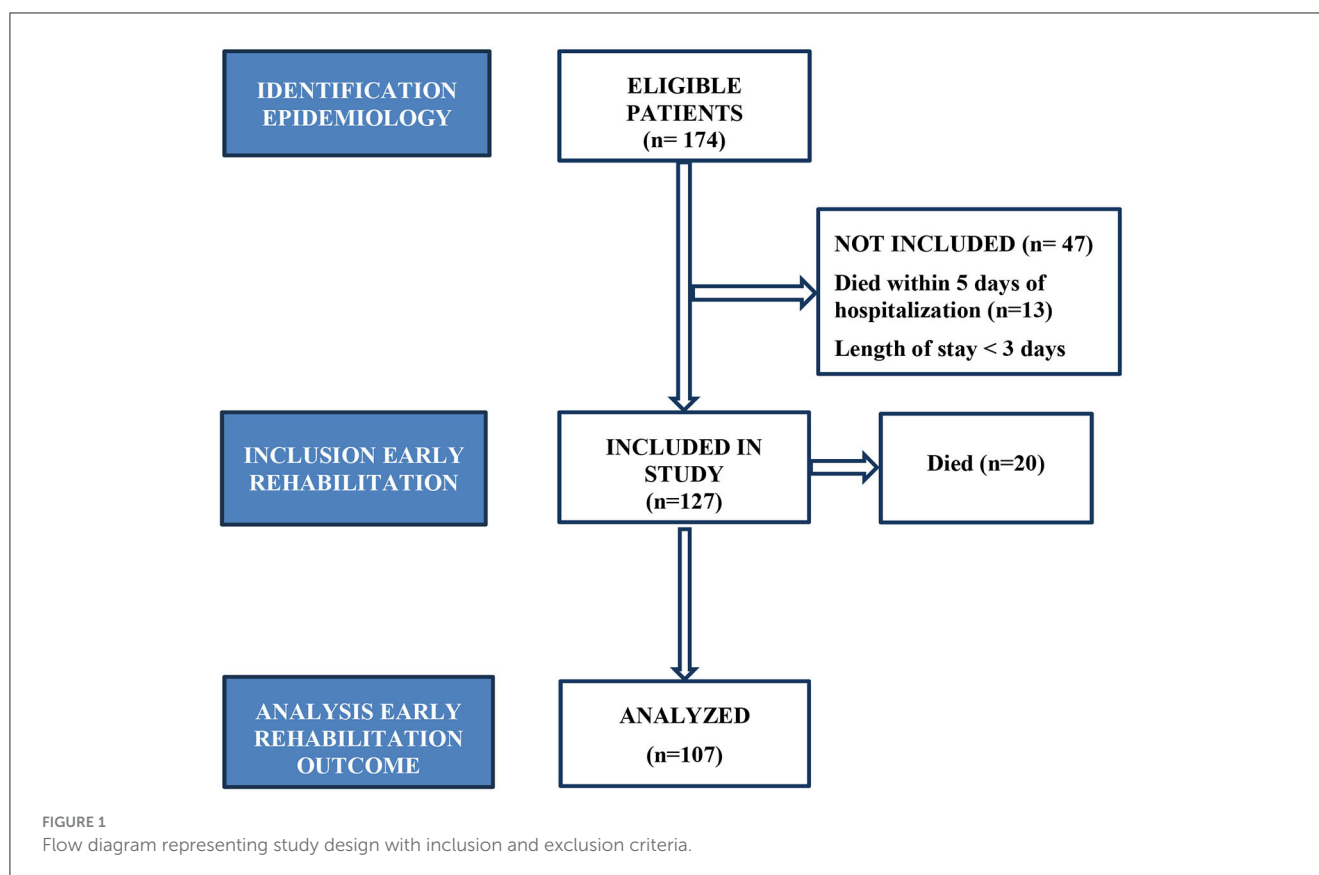 IDENTIFICATION
EPIDEMIOLOGY
ELIGIBLE
PATIENTS
(n= 174)
NOT INCLUDED (n= 47)
Died within 5 days of
hospitalization (n=13)
Length of stay < 3 days
INCLUSION EARLY
REHABILITATION
INCLUDED IN
STUDY
(n=127)
Died (n=20)
ANALYSIS EARLY
REHABILITATION
OUTCOME
ANALYZED
(n=107)
FIGURE 1
Flow diagram representing study design with inclusion and exclusion criteria.